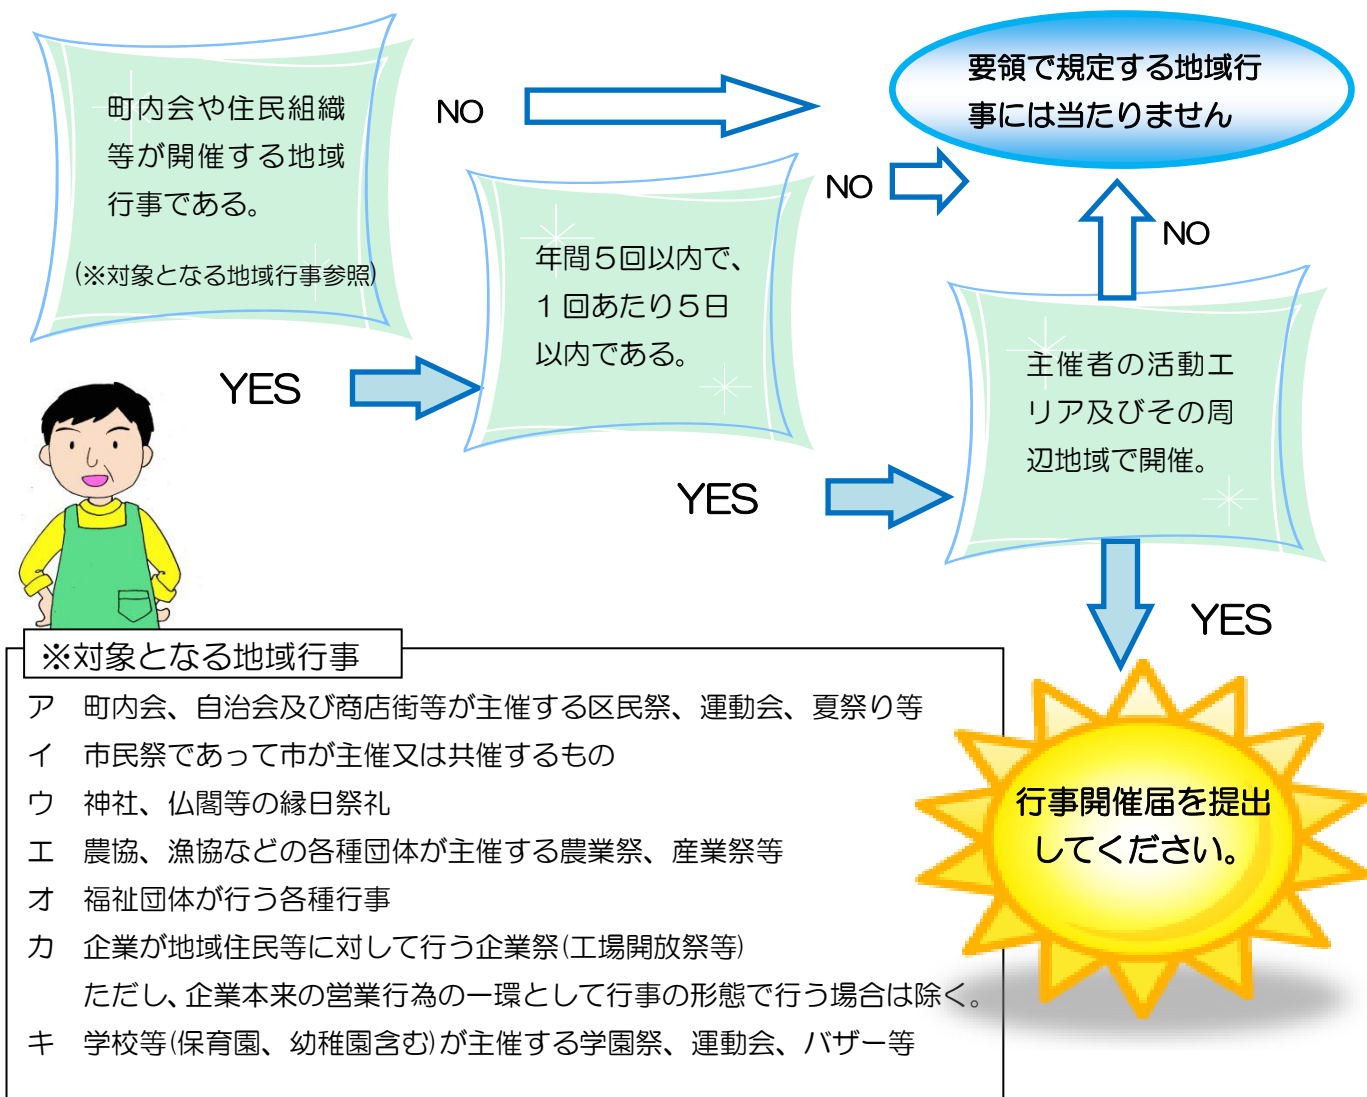 町内会や住民組織
等が開催する地域
行事である。
(※対象となる地域行事参照)
NO
要領で規定する地域行
事には当たりません
YES
年間５回以内で、
１回あたり５日
以内である。
NO
YES
主催者の活動エ
リア及びその周
辺地域で開催。
NO
YES
行事開催届を提出
してください。
※対象となる地域行事
ア　町内会、自治会及び商店街等が主催する区民祭、運動会、夏祭り等
イ　市民祭であって市が主催又は共催するもの
ウ　神社、仏閣等の縁日祭礼
エ　農協、漁協などの各種団体が主催する農業祭、産業祭等
オ　福祉団体が行う各種行事
カ　企業が地域住民等に対して行う企業祭(工場開放祭等)
ただし、企業本来の営業行為の一環として行事の形態で行う場合は除く。
キ　学校等(保育園、幼稚園含む)が主催する学園祭、運動会、バザー等